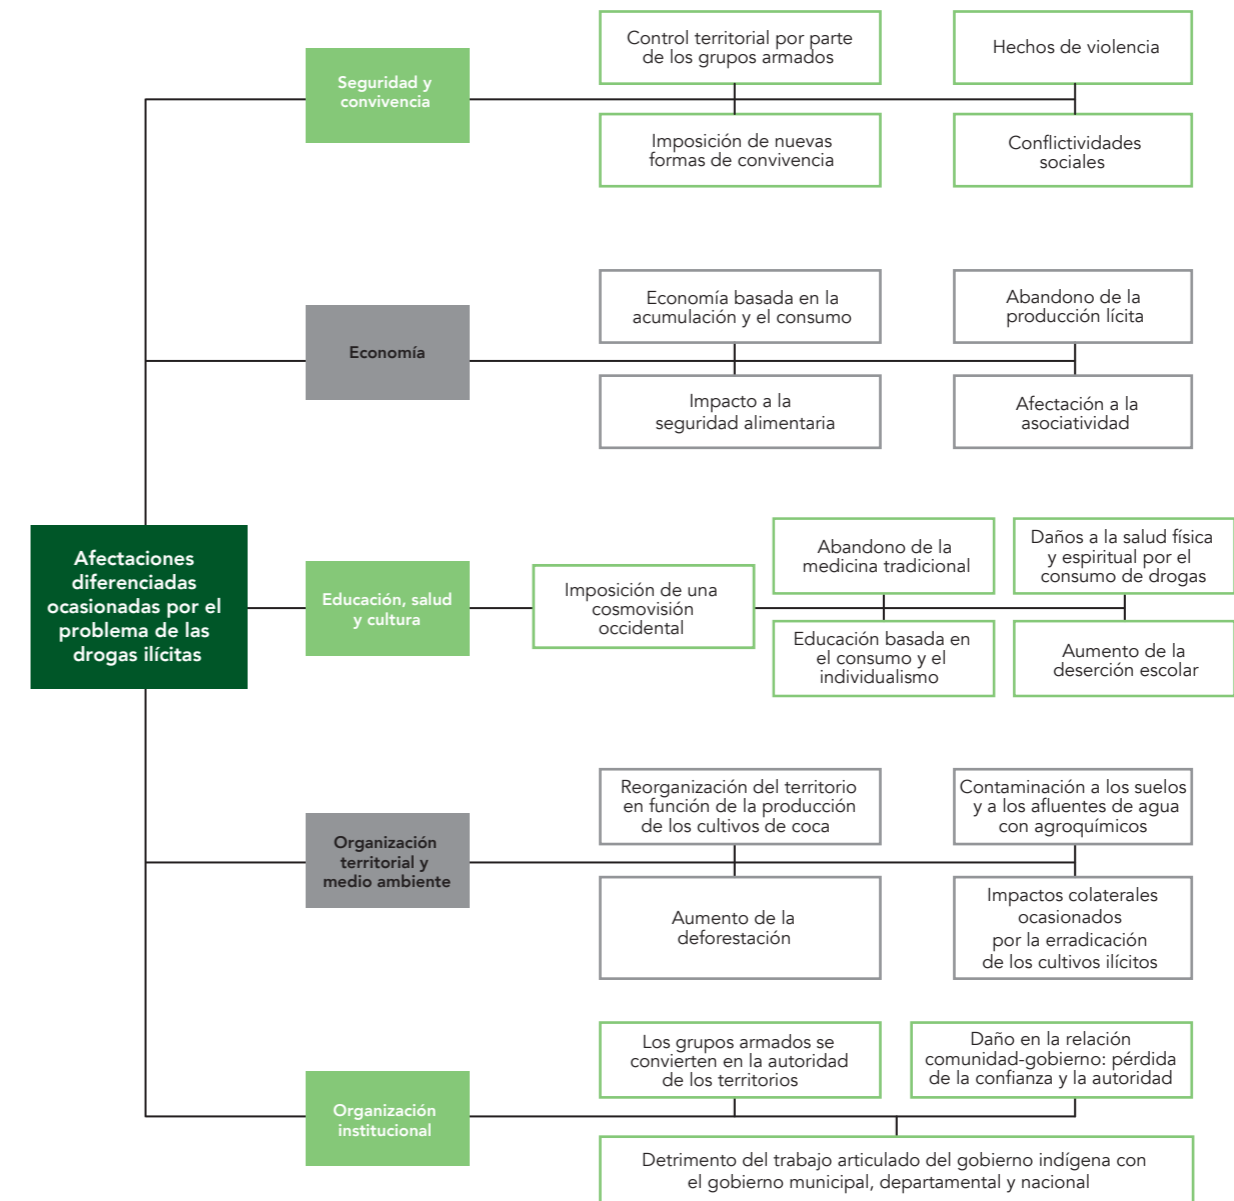 Control territorial por parte
de los grupos armados
Hechos de violencia
Seguridad y
convivencia
Imposición de nuevas
formas de convivencia
Conflictividades
sociales
Economía basada en la
acumulación y el consumo
Abandono de la
producción lícita
Economía
Impacto a la
seguridad alimentaria
Afectación a la
asociatividad
Afectaciones
diferenciadas
ocasionadas por el
problema de las
drogas ilícitas
Educación, salud
y cultura
Imposición de una
cosmovisión
occidental
Abandono de la
medicina tradicional
Daños a la salud física
y espiritual por el
consumo de drogas
Educación basada en
el consumo y el
individualismo
Aumento de la
deserción escolar
Reorganización del territorio
en función de la producción
de los cultivos de coca
Contaminación a los suelos
y a los afluentes de agua
con agroquímicos
Organización
territorial y
medio ambiente
Aumento de la
deforestación
Impactos colaterales
ocasionados
por la erradicación
de los cultivos ilícitos
Los grupos armados se
convierten en la autoridad
de los territorios
Daño en la relación
comunidad-gobierno: pérdida
de la confianza y la autoridad
Organización
institucional
Detrimento del trabajo articulado del gobierno indígena con
el gobierno municipal, departamental y nacional